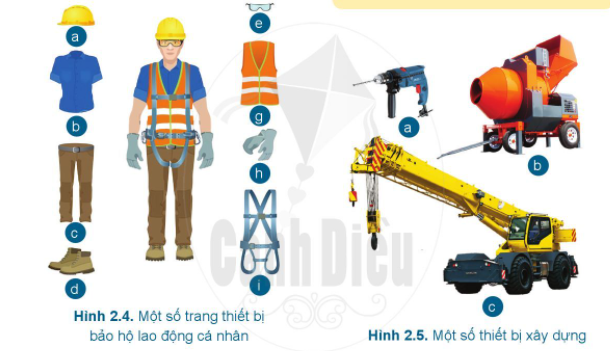 a
b
c
d
e
g
h
i
Hình 2.4. Một số trang thiết bị
bảo hộ lao động cá nhân
a
b
c
Hình 2.5. Một số thiết bị xây dựng
Cánh Diều